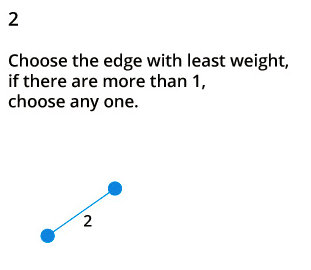 2
Choose the edge with least weight,
if there are more than 1,
choose any one.
2